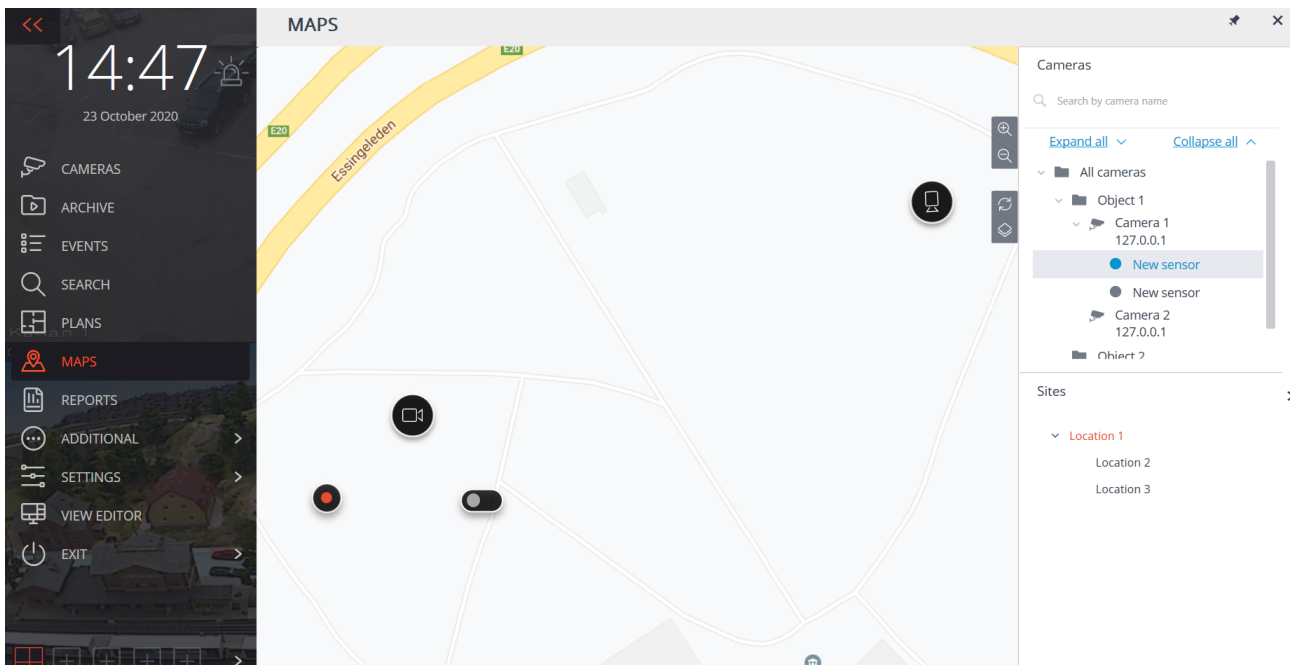 MAPS
14:47
23 October 2020
CAMERAS
ARCHIVE
EVENTS
SEARCH
PLANS
MAPS
REPORTS
ADDITIONAL
SETTINGS
VIEW EDITOR
EXIT
E20
E20
Essingeleden
Cameras
Search by camera name
Expand all
Collapse all
All cameras
Object 1
Camera 1
127.0.0.1
New sensor
New sensor
Camera 2
127.0.0.1
Object 2
Sites
Location 1
Location 2
Location 3